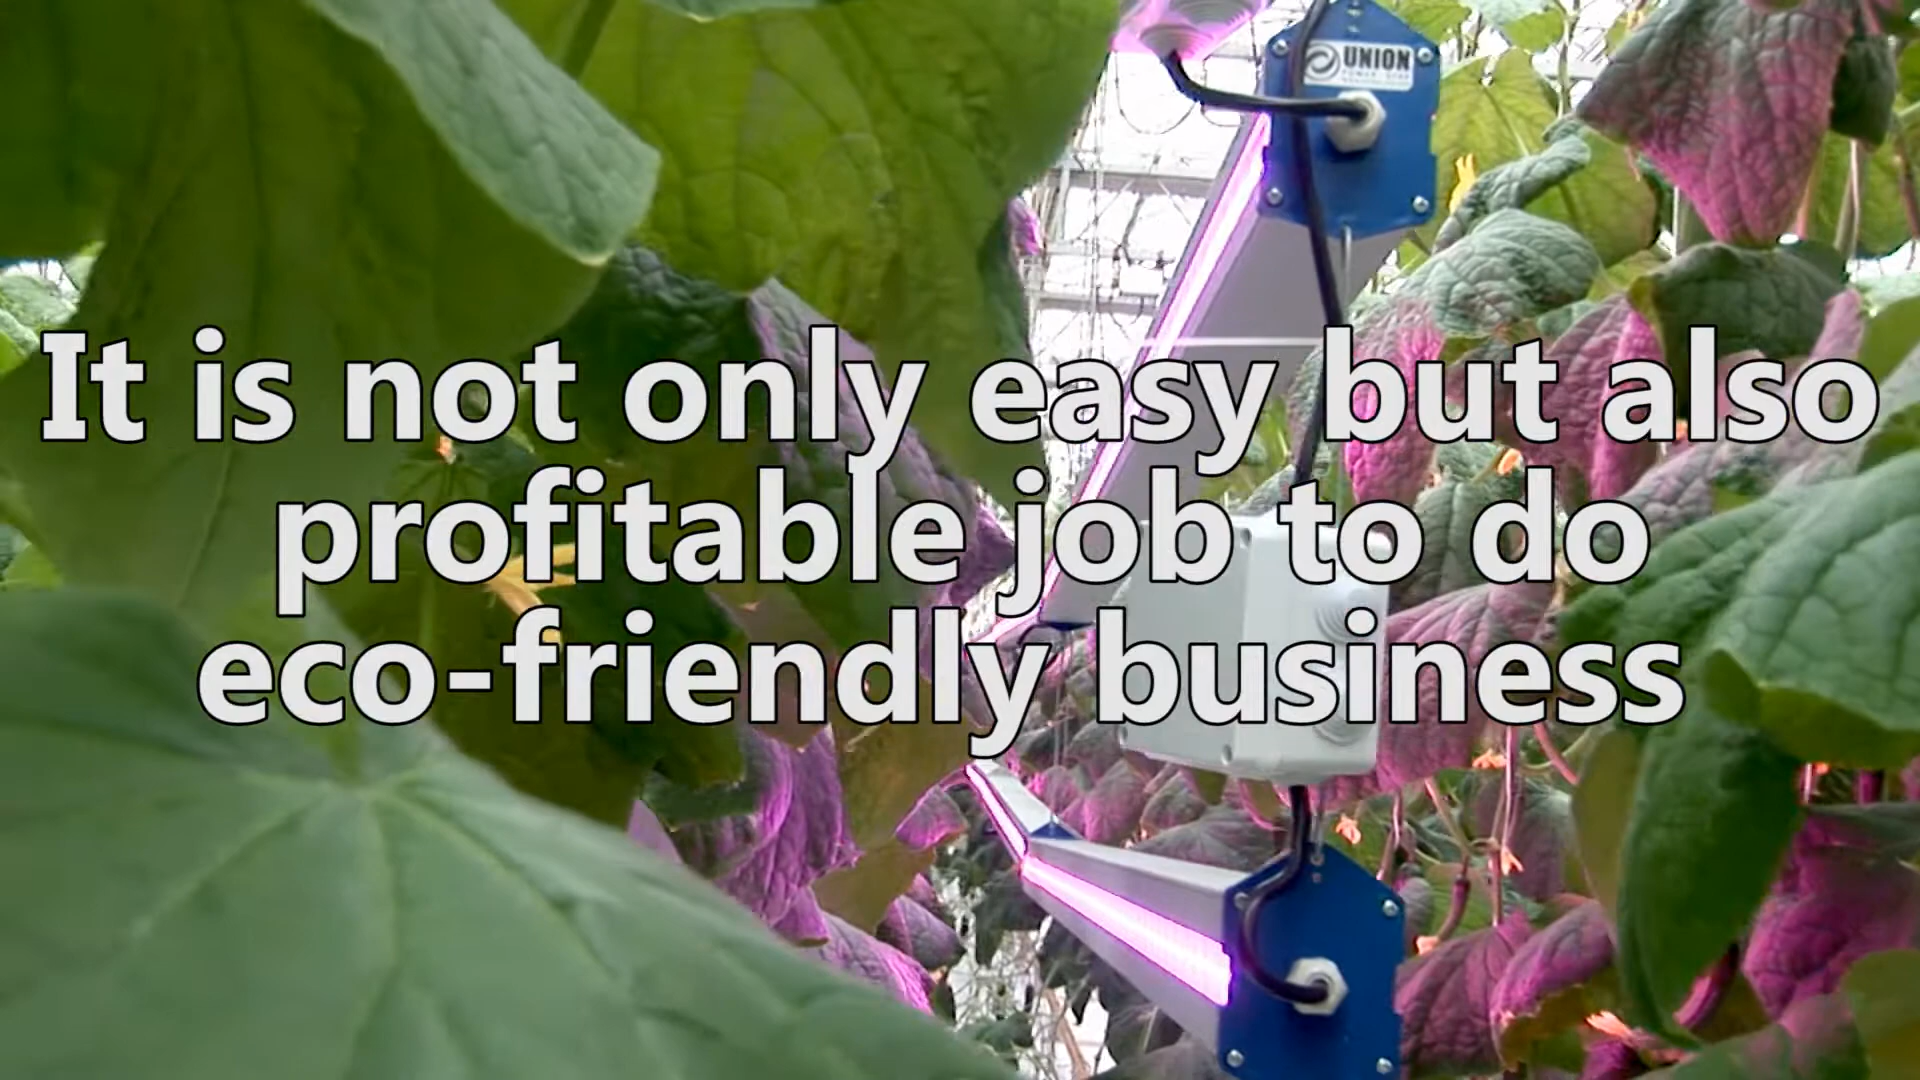 UNION
It is not only easy but also
profitable job to do
eco-friendly business